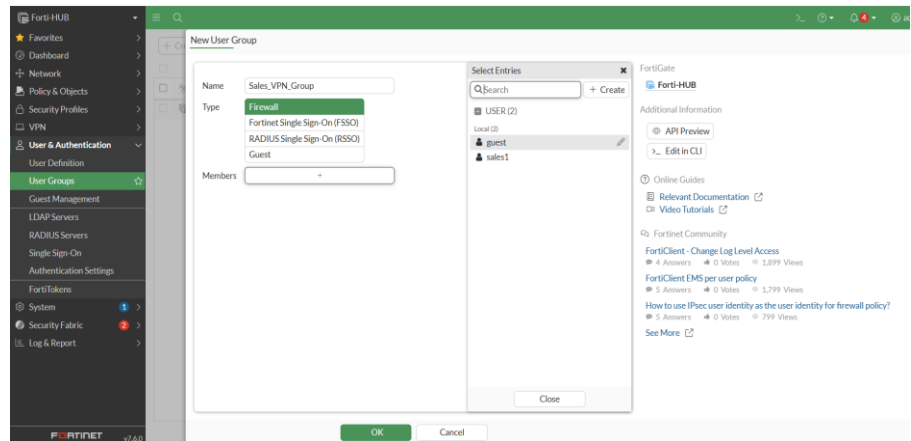 Forti-HUB
Favorites
Dashboard
Network
Policy & Objects
Security Profiles
VPN
User & Authentication
User Definition
User Groups
Guest Management
LDAP Servers
RADIUS Servers
Single Sign-On
Authentication Settings
FortiTokens
System 1
Security Fabric 2
Log & Report
FORTINET v7.6.0
4
New User Group
Name Sales_VPN_Group
Type Firewall
Fortinet Single Sign-On (FSSO)
RADIUS Single Sign-On (RSSO)
Guest
Members +
Select Entries
Search + Create
USER (2)
Local (2)
guest
sales1
Close
OK Cancel
FortiGate
Forti-HUB
Additional Information
API Preview
>_ Edit in CLI
Online Guides
Relevant Documentation
Video Tutorials
Fortinet Community
FortiClient - Change Log Level Access
4 Answers 0 Votes 1,899 Views
FortiClient EMS per user policy
5 Answers 0 Votes 1,799 Views
How to use IPsec user identity as the user identity for firewall policy?
5 Answers 0 Votes 799 Views
See More